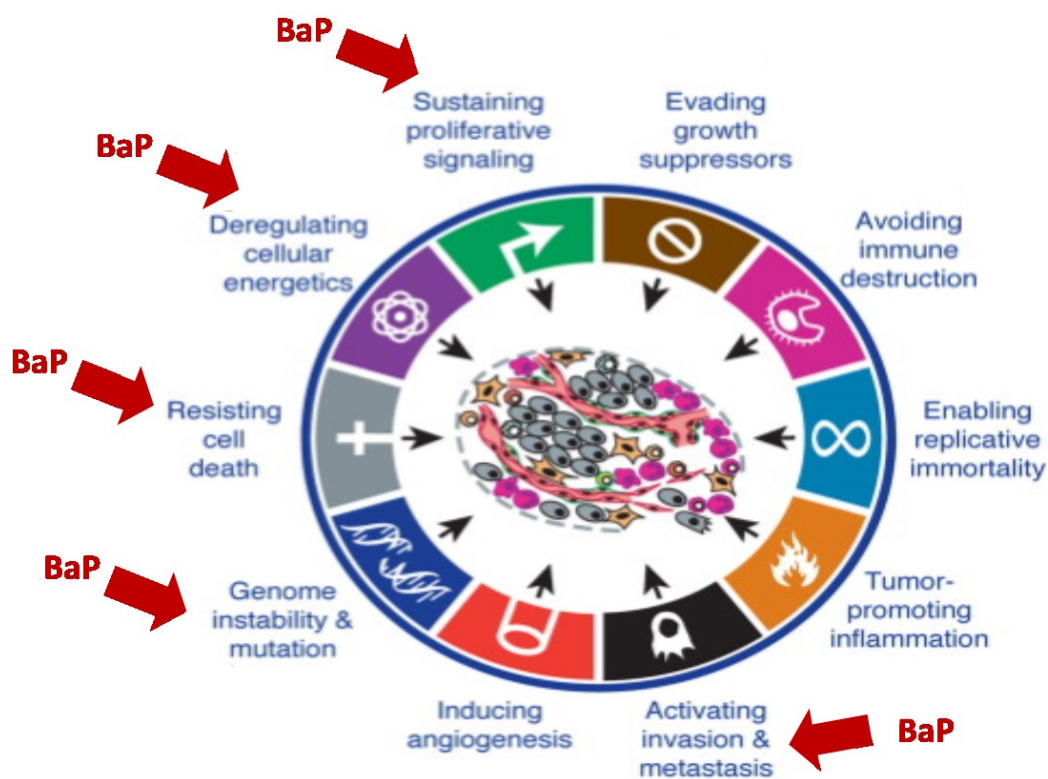 BaP
Sustaining
proliferative
signaling
Evading
growth
suppressors
BaP
Deregulating
cellular
energetics
Avoiding
immune
destruction
BaP
Resisting
cell
death
Enabling
replicative
immortality
BaP
Genome
instability &
mutation
Tumor-
promoting
inflammation
Inducing
angiogenesis
Activating
invasion &
metastasis
BaP